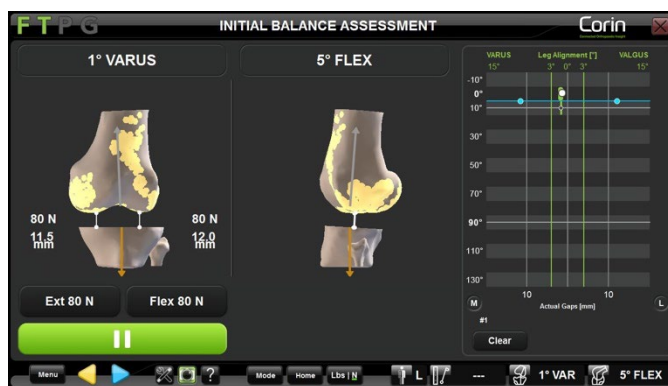 F T P G
INITIAL BALANCE ASSESSMENT
Corin
1° VARUS
5° FLEX
VARUS Leg Alignment [°] VALGUS
15° 3° 0° 3° 15°
-10°
0°
10°
30°
50°
70°
90°
110°
130°
80 N
11.5
mm
80 N
12.0
mm
10 10
M Actual Gaps [mm] L
#1
Ext 80 N
Flex 80 N
Clear
Menu
?
Mode
Home
Lbs | N
L
---
1° VAR
5° FLEX